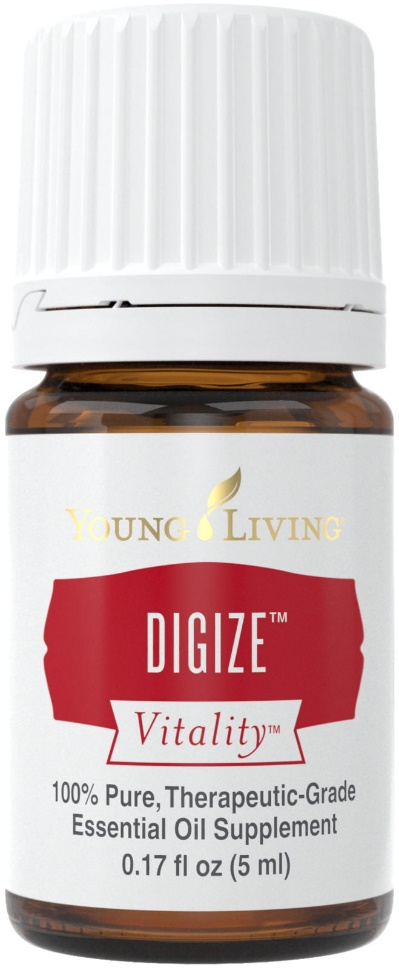 YOUNG LIVING®
DIGIZE™
Vitality™
100% Pure, Therapeutic-Grade
Essential Oil Supplement
0.17 fl oz (5 ml)